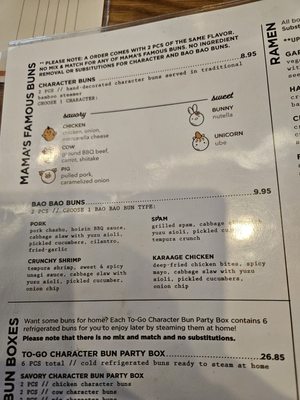 ** PLEASE NOTE: A ORDER COMES WITH 2 PCS OF THE SAME FLAVOR.
NO MIX & MATCH FOR ANY OF MAMA'S FAMOUS BUNS. NO INGREDIENT
REMOVAL OR SUBSITUTIONS FOR CHARACTER AND BAO BAO BUNS.
MAMA'S FAMOUS BUNS
CHARACTER BUNS 8.95
2 PCS // hand-decorated character buns served in traditional
bamboo steamer
CHOOSE 1 CHARACTER:
savory
CHICKEN
chicken, onion,
mozzarella cheese
COW
ground BBQ beef,
carrot, shiitake
PIG
pulled pork,
caramelized onion
sweet
BUNNY
nutella
UNICORN
ube
BAO BAO BUNS 9.95
2 PCS // CHOOSE 1 BAO BAO BUN TYPE:
PORK
pork chashu, hoisin BBQ sauce,
cabbage slaw with yuzu aioli,
pickled cucumbers, cilantro,
fried-garlic
CRUNCHY SHRIMP
tempura shrimp, sweet & spicy
unagi sauce, cabbage slaw with
yuzu aioli, pickled cucumber,
onion chip
SPAM
grilled spam, cabbage slaw with
yuzu aioli, pickled cucumbers,
tempura crunch
KARAAGE CHICKEN
deep-fried chicken bites, spicy
mayo, cabbage slaw with yuzu
aioli, pickled cucumbers,
onion chip
BUN BOXES
Want some buns for home? Each To-Go Character Bun Party Box contains 6
refrigerated buns for you to enjoy later by steaming them at home!
Please note that there is no mix and match and no substitutions.
TO-GO CHARACTER BUN PARTY BOX 26.85
6 PCS total // cold refrigerated buns ready to steam at home
SAVORY CHARACTER BUN PARTY BOX
2 PCS // chicken character buns
2 PCS // cow character buns
2 PCS // pig character buns
RAMEN